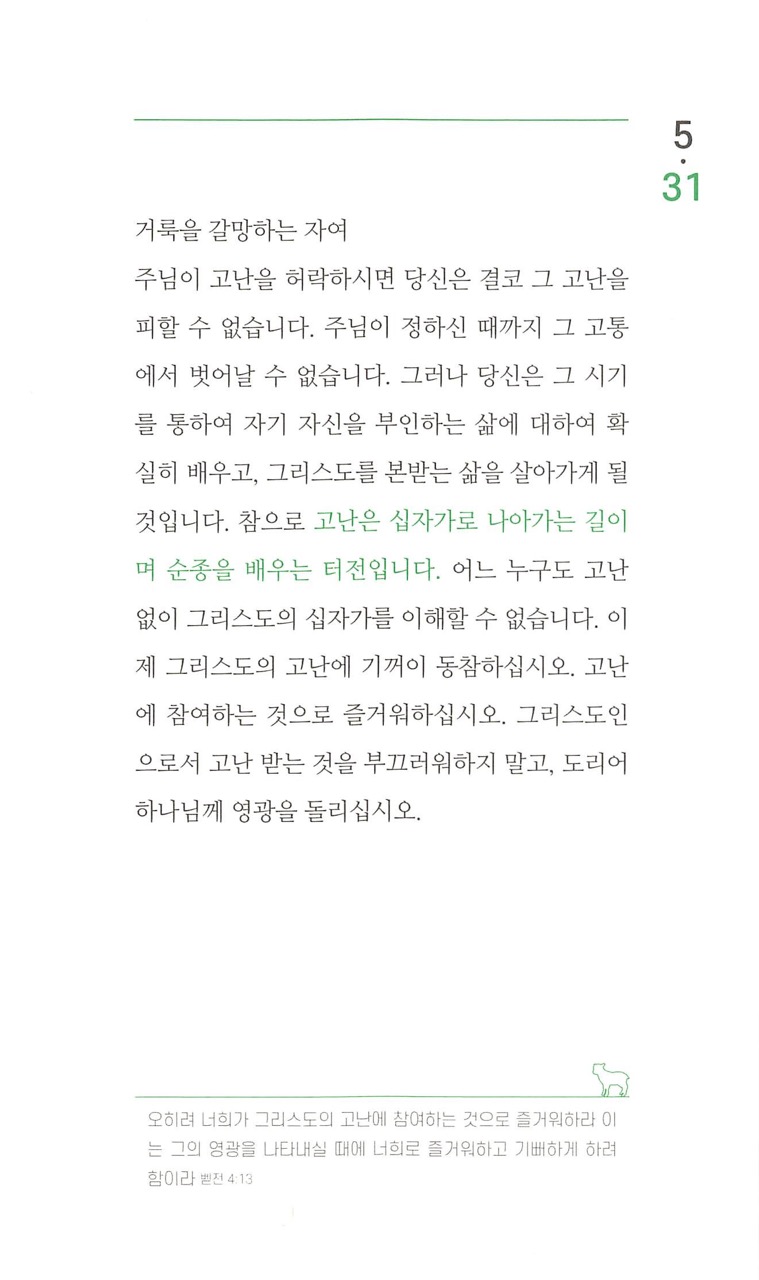 5
·
31
거룩을 갈망하는 자여
주님이 고난을 허락하시면 당신은 결코 그 고난을
피할 수 없습니다. 주님이 정하신 때까지 그 고통
에서 벗어날 수 없습니다. 그러나 당신은 그 시기
를 통하여 자기 자신을 부인하는 삶에 대하여 확
실히 배우고, 그리스도를 본받는 삶을 살아가게 될
것입니다. 참으로 고난은 십자가로 나아가는 길이
며 순종을 배우는 터전입니다. 어느 누구도 고난
없이 그리스도의 십자가를 이해할 수 없습니다. 이
제 그리스도의 고난에 기꺼이 동참하십시오. 고난
에 참여하는 것으로 즐거워하십시오. 그리스도인
으로서 고난 받는 것을 부끄러워하지 말고, 도리어
하나님께 영광을 돌리십시오.
오히려 너희가 그리스도의 고난에 참여하는 것으로 즐거워하라 이
는 그의 영광을 나타내실 때에 너희로 즐거워하고 기뻐하게 하려
함이라 벧전 4:13